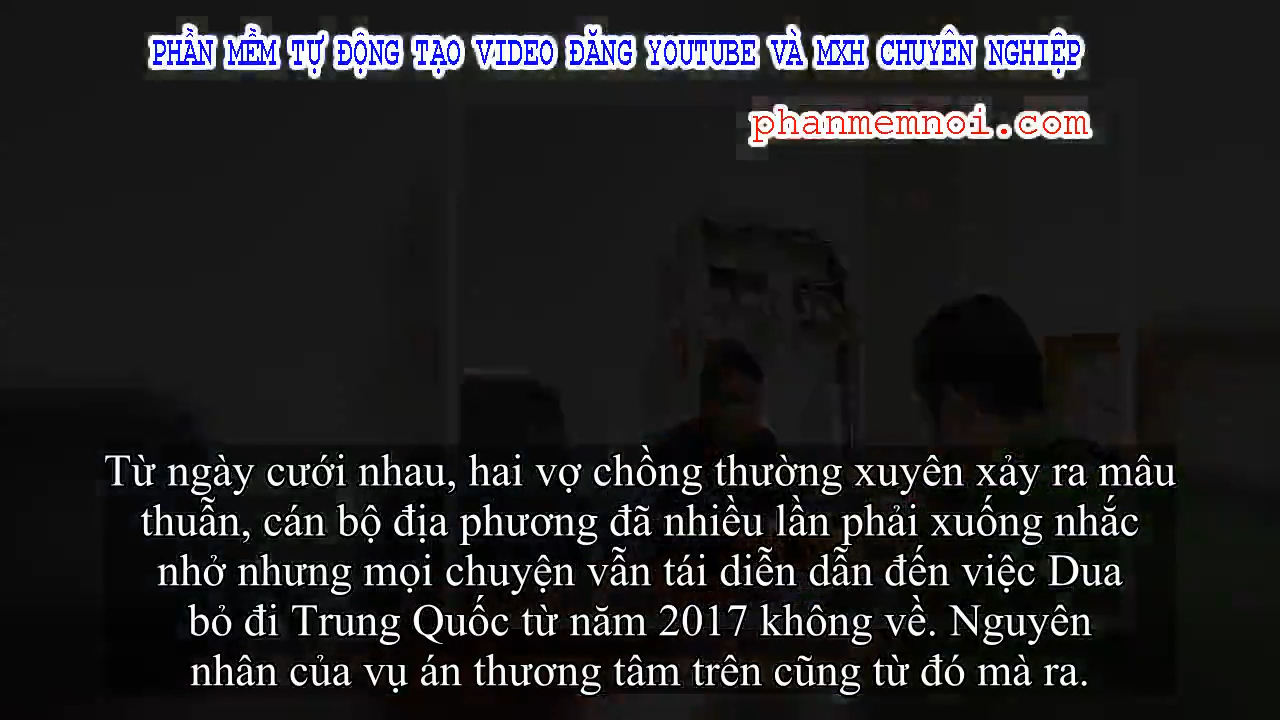 PHẦN MỀM TỰ ĐỘNG TẠO VIDEO ĐĂNG YOUTUBE VÀ MXH CHUYÊN NGHIỆP
phanmemnoi.com
Từ ngày cưới nhau, hai vợ chồng thường xuyên xảy ra mâu
thuẫn, cán bộ địa phương đã nhiều lần phải xuống nhắc
nhở nhưng mọi chuyện vẫn tái diễn dẫn đến việc Dua
bỏ đi Trung Quốc từ năm 2017 không về. Nguyên
nhân của vụ án thương tâm trên cũng từ đó mà ra.